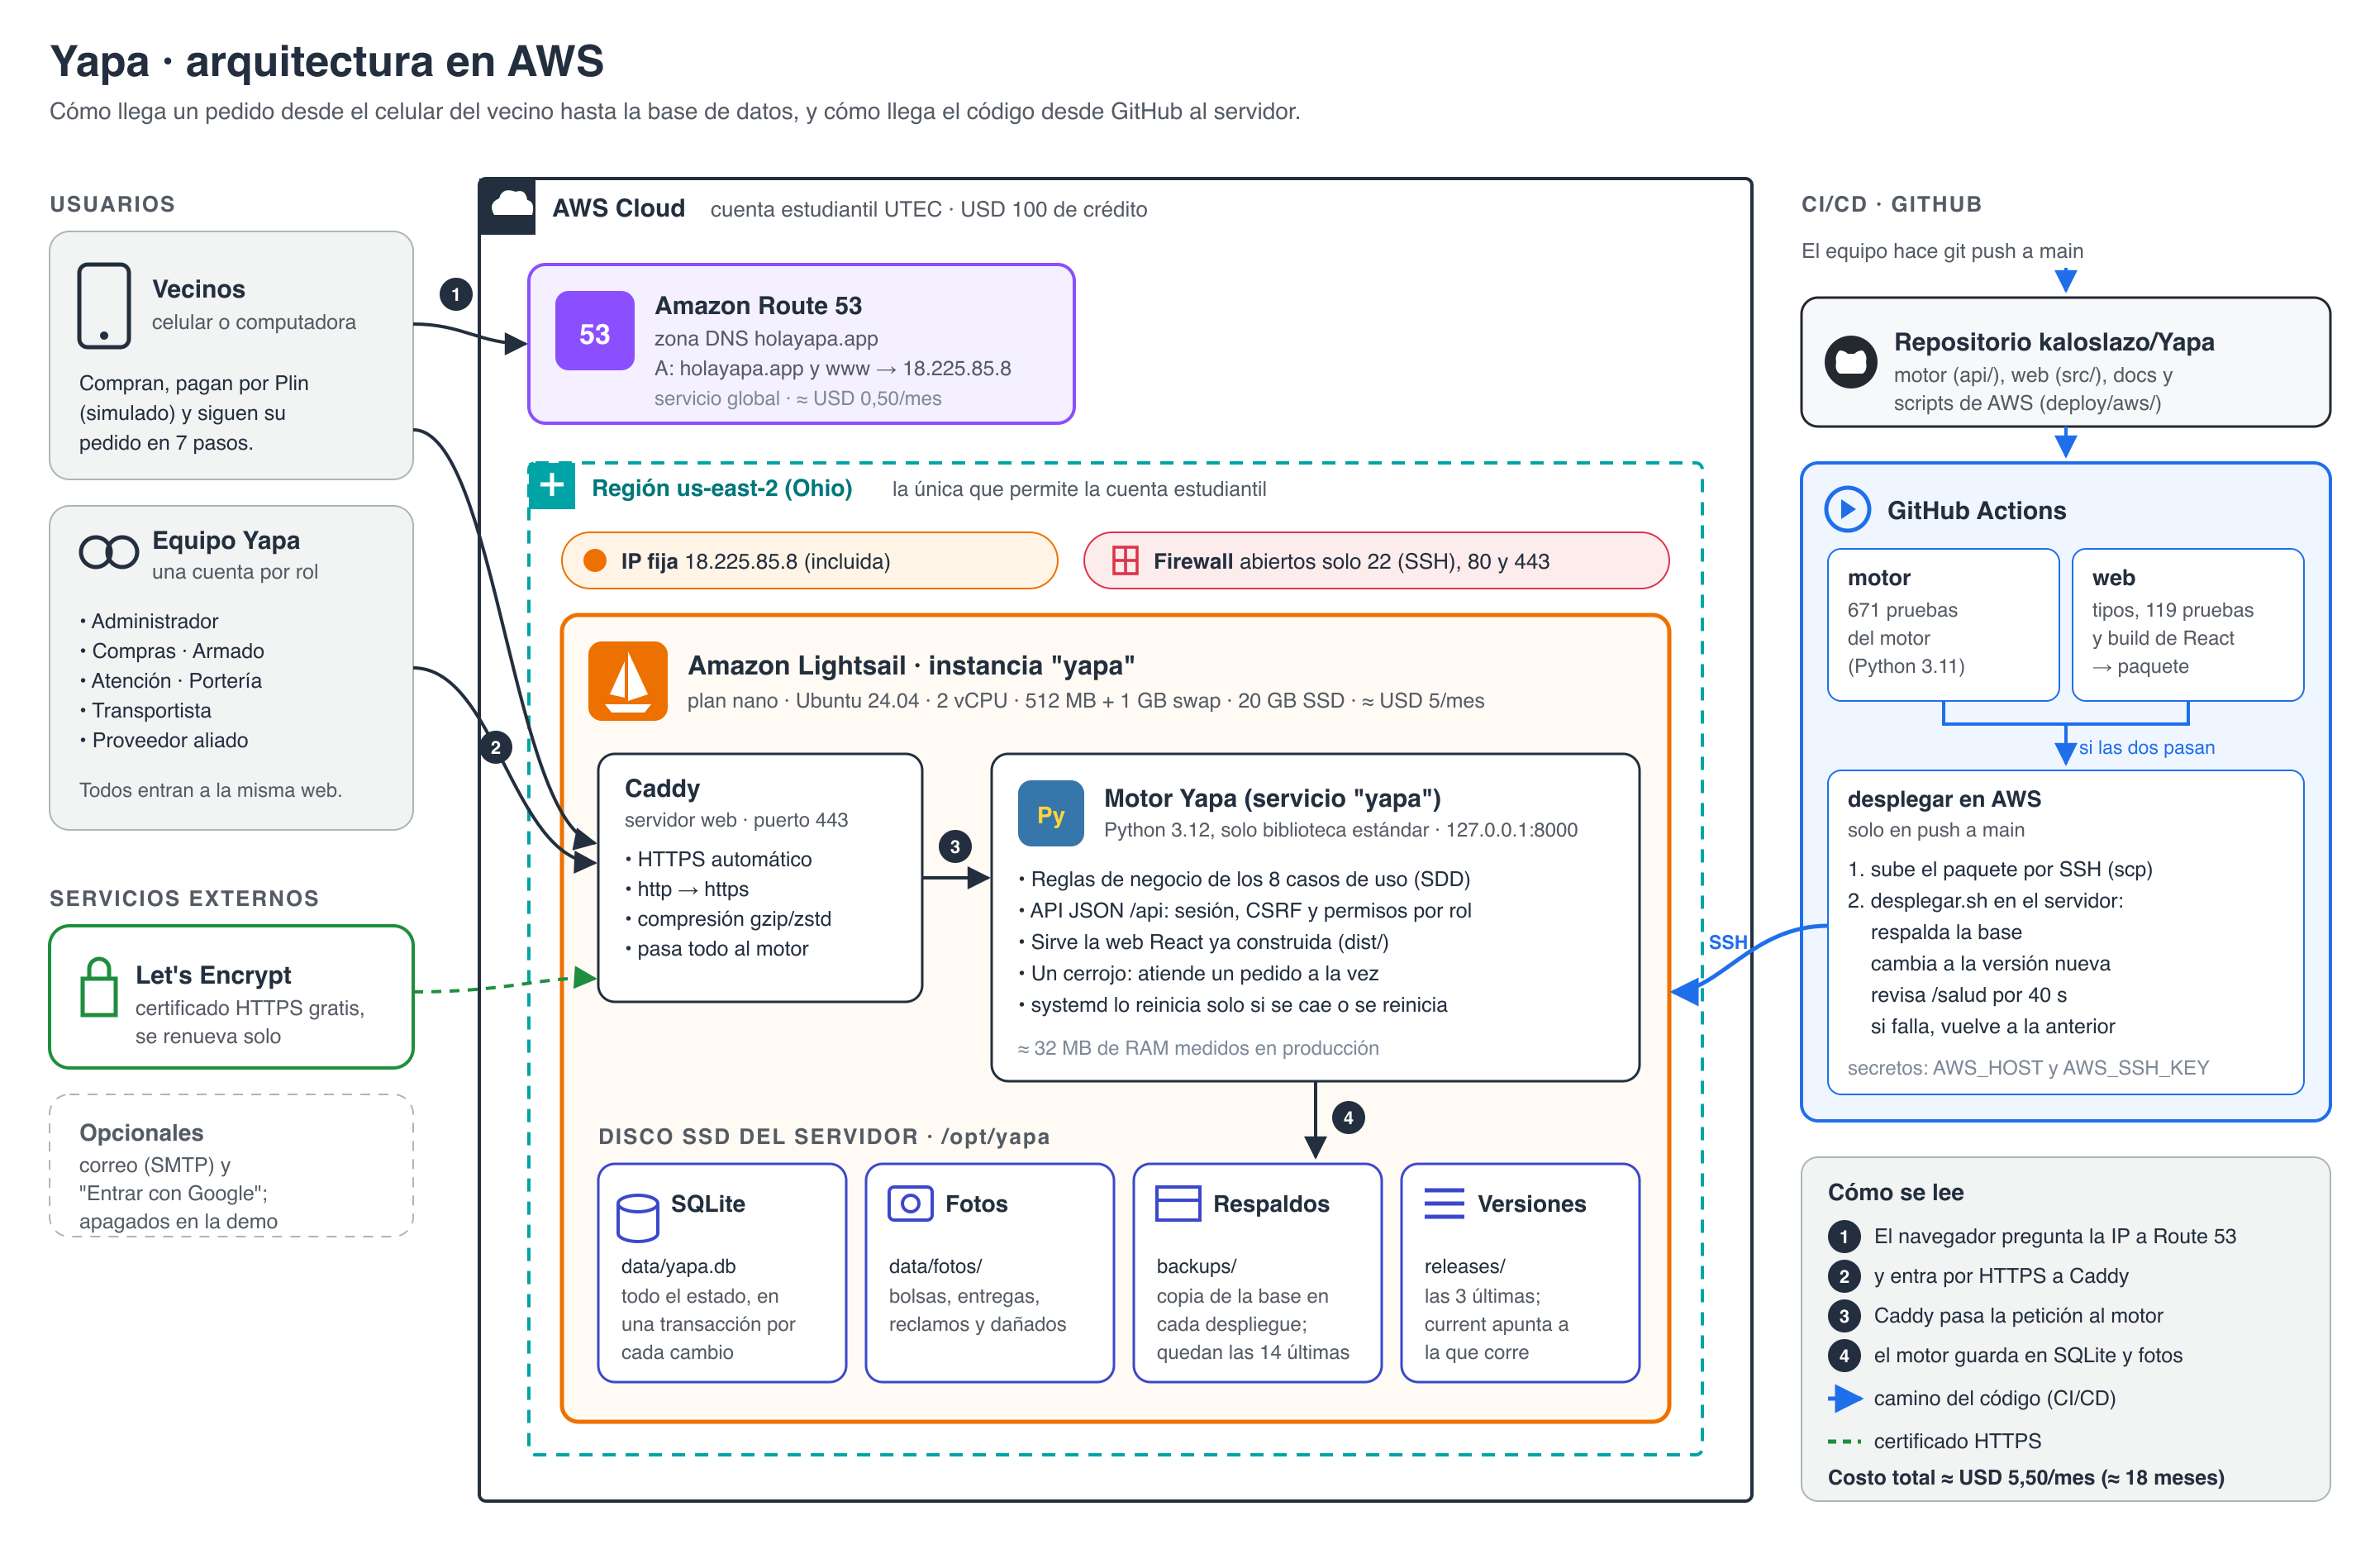 Yapa · arquitectura en AWS
Cómo llega un pedido desde el celular del vecino hasta la base de datos, y cómo llega el código desde GitHub al servidor.
USUARIOS
Vecinos
celular o computadora
Compran, pagan por Plin
(simulado) y siguen su
pedido en 7 pasos.
Equipo Yapa
una cuenta por rol
• Administrador
• Compras · Armado
• Atención · Portería
• Transportista
• Proveedor aliado
Todos entran a la misma web.
SERVICIOS EXTERNOS
Let's Encrypt
certificado HTTPS gratis,
se renueva solo
Opcionales
correo (SMTP) y
"Entrar con Google";
apagados en la demo
1
2
AWS Cloud cuenta estudiantil UTEC · USD 100 de crédito
53
Amazon Route 53
zona DNS holayapa.app
A: holayapa.app y www → 18.225.85.8
servicio global · ≈ USD 0,50/mes
Región us-east-2 (Ohio) la única que permite la cuenta estudiantil
IP fija 18.225.85.8 (incluida)
Firewall abiertos solo 22 (SSH), 80 y 443
Amazon Lightsail · instancia "yapa"
plan nano · Ubuntu 24.04 · 2 vCPU · 512 MB + 1 GB swap · 20 GB SSD · ≈ USD 5/mes
Caddy
servidor web · puerto 443
• HTTPS automático
• http → https
• compresión gzip/zstd
• pasa todo al motor
3
Py
Motor Yapa (servicio "yapa")
Python 3.12, solo biblioteca estándar · 127.0.0.1:8000
• Reglas de negocio de los 8 casos de uso (SDD)
• API JSON /api: sesión, CSRF y permisos por rol
• Sirve la web React ya construida (dist/)
• Un cerrojo: atiende un pedido a la vez
• systemd lo reinicia solo si se cae o se reinicia
≈ 32 MB de RAM medidos en producción
4
DISCO SSD DEL SERVIDOR · /opt/yapa
SQLite
data/yapa.db
todo el estado, en
una transacción por
cada cambio
Fotos
data/fotos/
bolsas, entregas,
reclamos y dañados
Respaldos
backups/
copia de la base en
cada despliegue;
quedan las 14 últimas
Versiones
releases/
las 3 últimas;
current apunta a
la que corre
CI/CD · GITHUB
El equipo hace git push a main
Repositorio kaloslazo/Yapa
motor (api/), web (src/), docs y
scripts de AWS (deploy/aws/)
GitHub Actions
motor
671 pruebas
del motor
(Python 3.11)
web
tipos, 119 pruebas
y build de React
→ paquete
si las dos pasan
desplegar en AWS
solo en push a main
1. sube el paquete por SSH (scp)
2. desplegar.sh en el servidor:
respalda la base
cambia a la versión nueva
revisa /salud por 40 s
si falla, vuelve a la anterior
secretos: AWS_HOST y AWS_SSH_KEY
SSH
Cómo se lee
1 El navegador pregunta la IP a Route 53
2 y entra por HTTPS a Caddy
3 Caddy pasa la petición al motor
4 el motor guarda en SQLite y fotos
camino del código (CI/CD)
certificado HTTPS
Costo total ≈ USD 5,50/mes (≈ 18 meses)